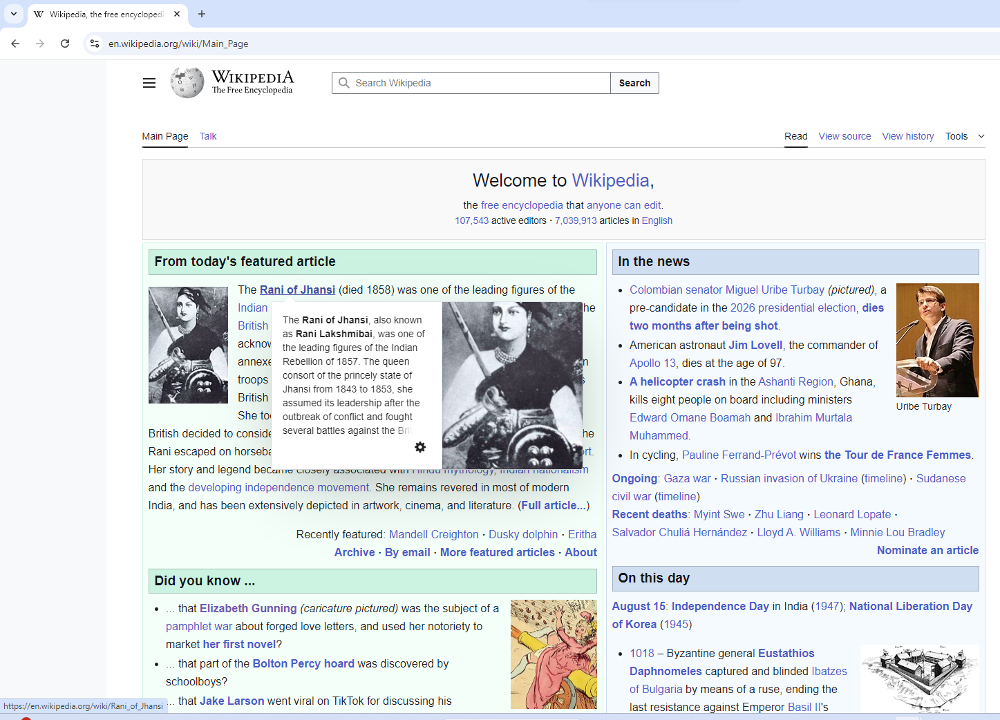 Wikipedia, the free encycloped
en.wikipedia.org/wiki/Main_Page
WIKIPEDIA
The Free Encyclopedia
Search Wikipedia
Search
Main Page Talk
Read View source View history Tools
Welcome to Wikipedia,
the free encyclopedia that anyone can edit.
107,543 active editors · 7,039,913 articles in English
From today's featured article
The Rani of Jhansi (died 1858) was one of the leading figures of the
Indian
he
British
acknow
annexe
n
troops
British
She to
British decided to conside
he
Rani escaped on horseba
rt.
Her story and legend became closely associated with Hindu mythology, Indian nationalism
and the developing independence movement. She remains revered in most of modern
India, and has been extensively depicted in artwork, cinema, and literature. (Full article...)
The Rani of Jhansi, also known
as Rani Lakshmibai, was one of
the leading figures of the Indian
Rebellion of 1857. The queen
consort of the princely state of
Jhansi from 1843 to 1853, she
assumed its leadership after the
outbreak of conflict and fought
several battles against the Brit
Recently featured: Mandell Creighton · Dusky dolphin · Eritha
Archive · By email · More featured articles · About
Did you know ...
... that Elizabeth Gunning (caricature pictured) was the subject of a
pamphlet war about forged love letters, and used her notoriety to
market her first novel?
... that part of the Bolton Percy hoard was discovered by
schoolboys?
... that Jake Larson went viral on TikTok for discussing his
In the news
Colombian senator Miguel Uribe Turbay (pictured), a
pre-candidate in the 2026 presidential election, dies
two months after being shot.
American astronaut Jim Lovell, the commander of
Apollo 13, dies at the age of 97.
A helicopter crash in the Ashanti Region, Ghana,
kills eight people on board including ministers
Edward Omane Boamah and Ibrahim Murtala
Muhammed.
In cycling, Pauline Ferrand-Prévot wins the Tour de France Femmes.
Uribe Turbay
Ongoing: Gaza war · Russian invasion of Ukraine (timeline) · Sudanese
civil war (timeline)
Recent deaths: Myint Swe · Zhu Liang · Leonard Lopate ·
Salvador Chuliá Hernández · Lloyd A. Williams · Minnie Lou Bradley
Nominate an article
On this day
August 15: Independence Day in India (1947); National Liberation Day
of Korea (1945)
1018 – Byzantine general Eustathios
Daphnomeles captured and blinded Ibatzes
of Bulgaria by means of a ruse, ending the
last resistance against Emperor Basil II's
https://en.wikipedia.org/wiki/Rani_of_Jhansi